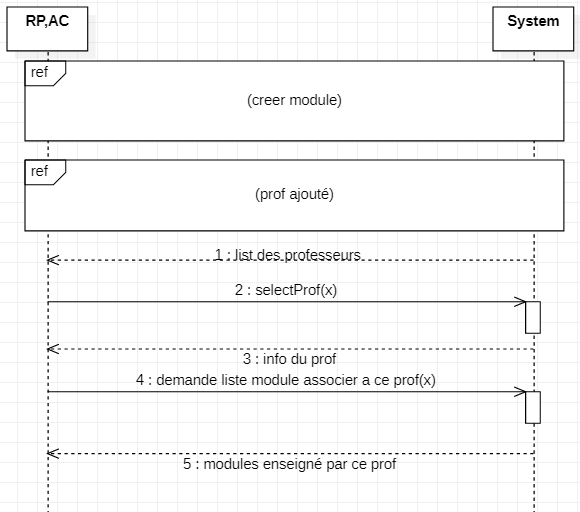 RP,AC
System
ref
(creer module)
ref
(prof ajouté)
1 : list des professeurs
2 : selectProf(x)
3 : info du prof
4 : demande liste module associer a ce prof(x)
5 : modules enseigné par ce prof